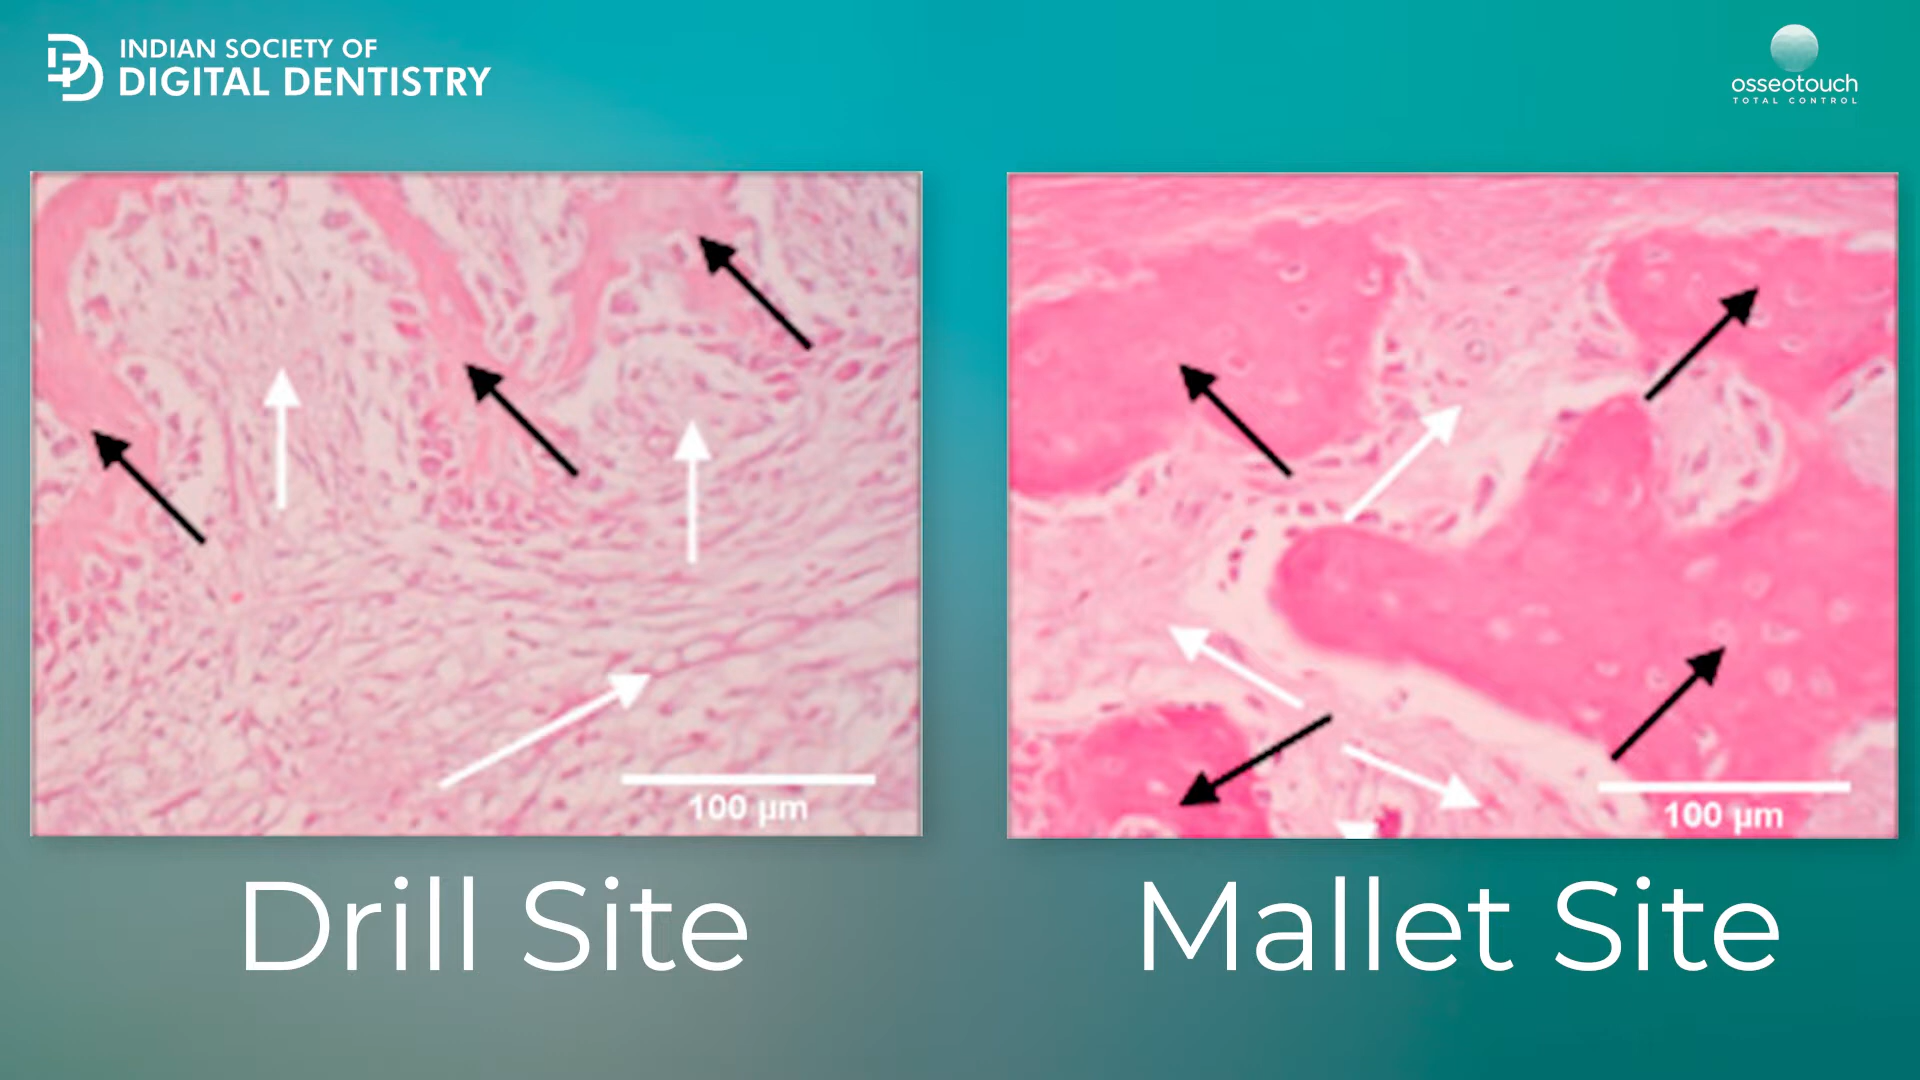 INDIAN SOCIETY OF
DIGITAL DENTISTRY
osseotouch
TOTAL CONTROL
100 µm
100 µm
Drill Site
Mallet Site